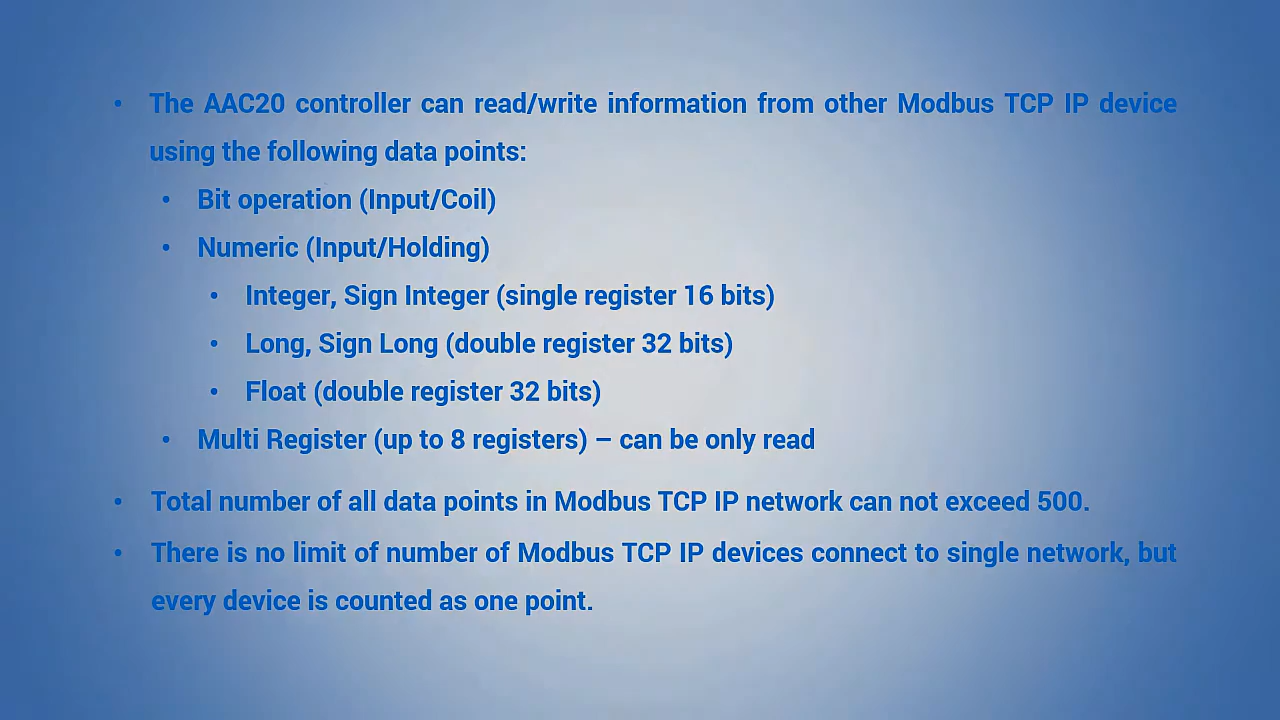 • The AAC20 controller can read/write information from other Modbus TCP IP device
using the following data points:
• Bit operation (Input/Coil)
• Numeric (Input/Holding)
• Integer, Sign Integer (single register 16 bits)
• Long, Sign Long (double register 32 bits)
• Float (double register 32 bits)
• Multi Register (up to 8 registers) – can be only read
• Total number of all data points in Modbus TCP IP network can not exceed 500.
• There is no limit of number of Modbus TCP IP devices connect to single network, but
every device is counted as one point.